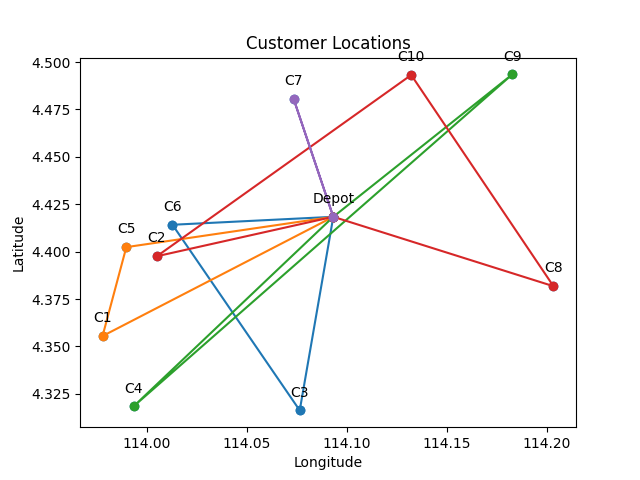 Customer Locations
4.500
4.475
4.450
4.425
4.400
4.375
4.350
4.325
Latitude
C10
C9
C7
Depot
C6
C5
C2
C8
C1
C4
C3
114.00
114.05
114.10
114.15
114.20
Longitude